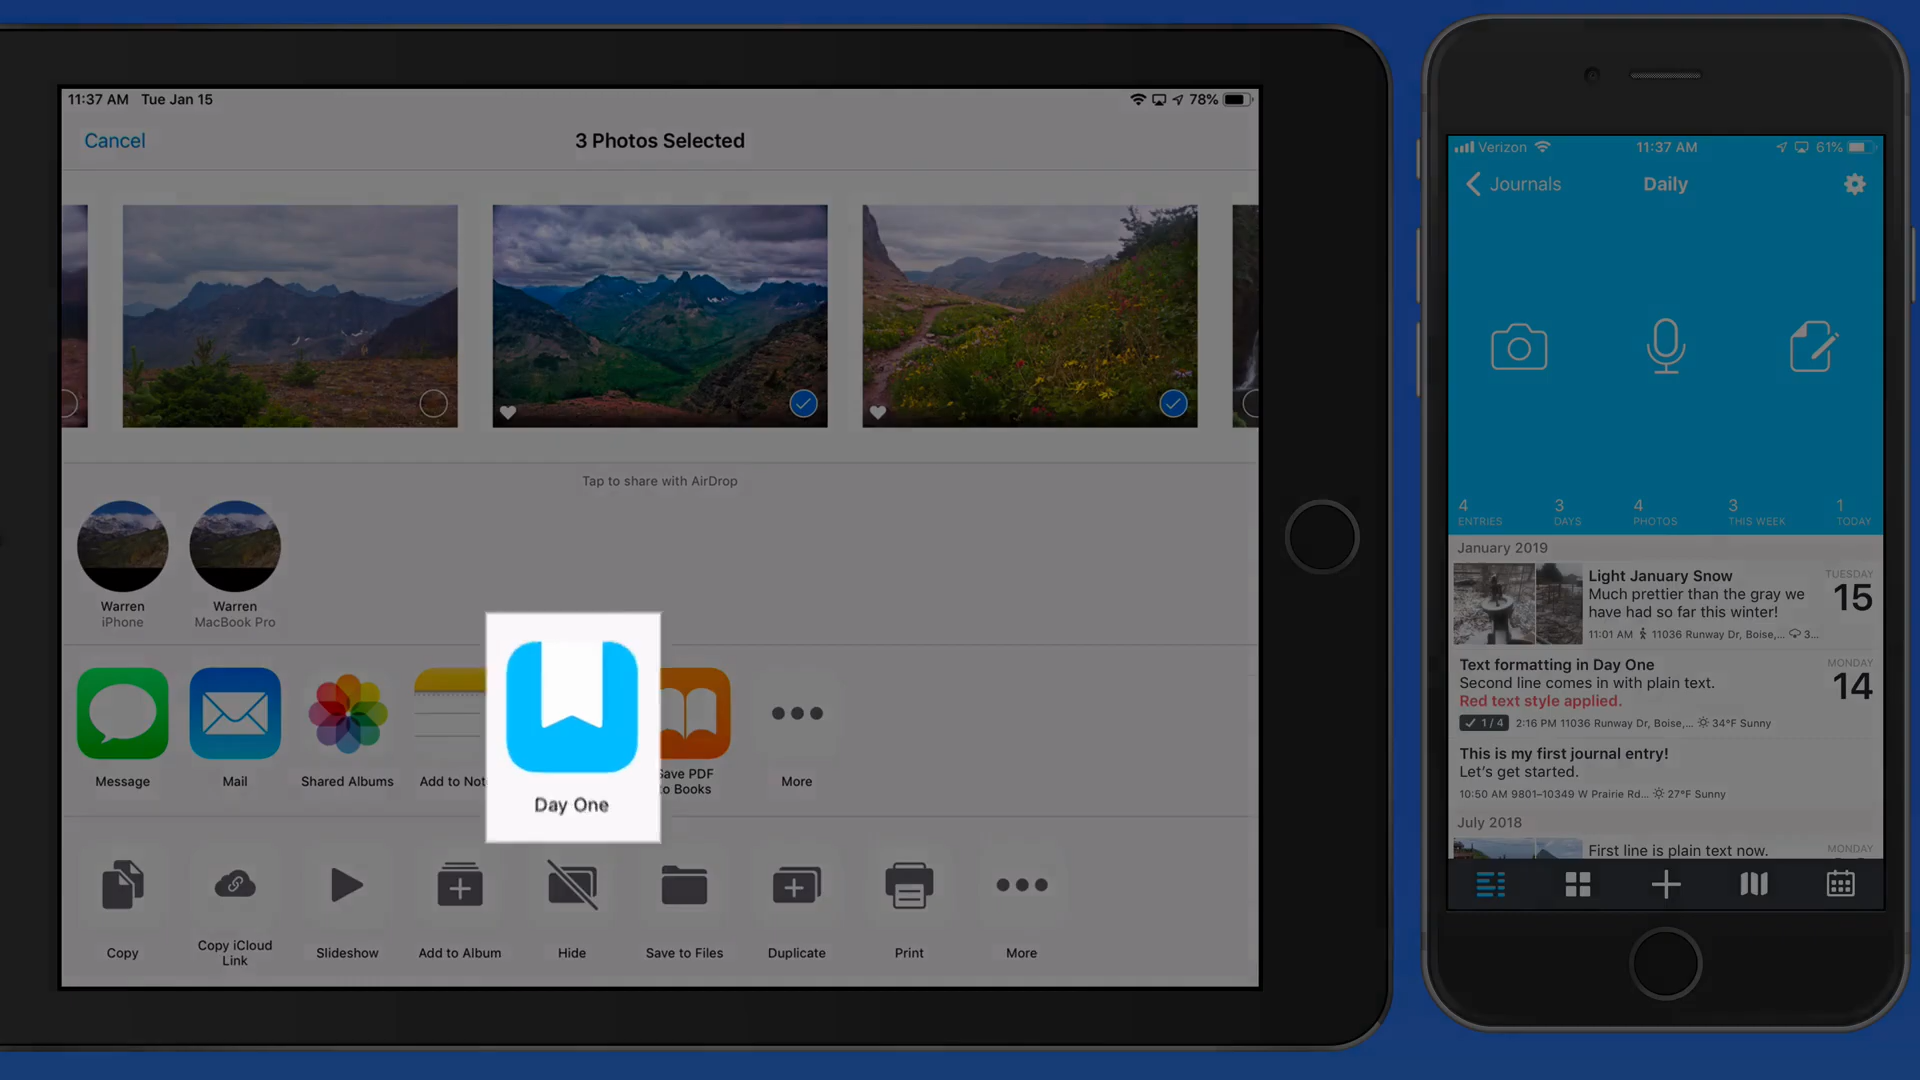 11:37 AM Tue Jan 15
78%
Cancel
3 Photos Selected
Tap to share with AirDrop
Warren
iPhone
Warren
MacBook Pro
Message
Mail
Shared Albums
Add to Not
Day One
Save PDF
to Books
More
Copy
Copy iCloud
Link
Slideshow
Add to Album
Hide
Save to Files
Duplicate
Print
More
Verizon
11:37 AM
61%
Journals
Daily
4
ENTRIES
3
DAYS
4
PHOTOS
3
THIS WEEK
1
TODAY
January 2019
Light January Snow
Much prettier than the gray we
have had so far this winter!
11:01 AM 11036 Runway Dr, Boise,... 3...
TUESDAY
15
Text formatting in Day One
Second line comes in with plain text.
Red text style applied.
1 / 4 2:16 PM 11036 Runway Dr, Boise,... 34°F Sunny
MONDAY
14
This is my first journal entry!
Let's get started.
10:50 AM 9801–10349 W Prairie Rd... 27°F Sunny
July 2018
First line is plain text now.
MONDAY